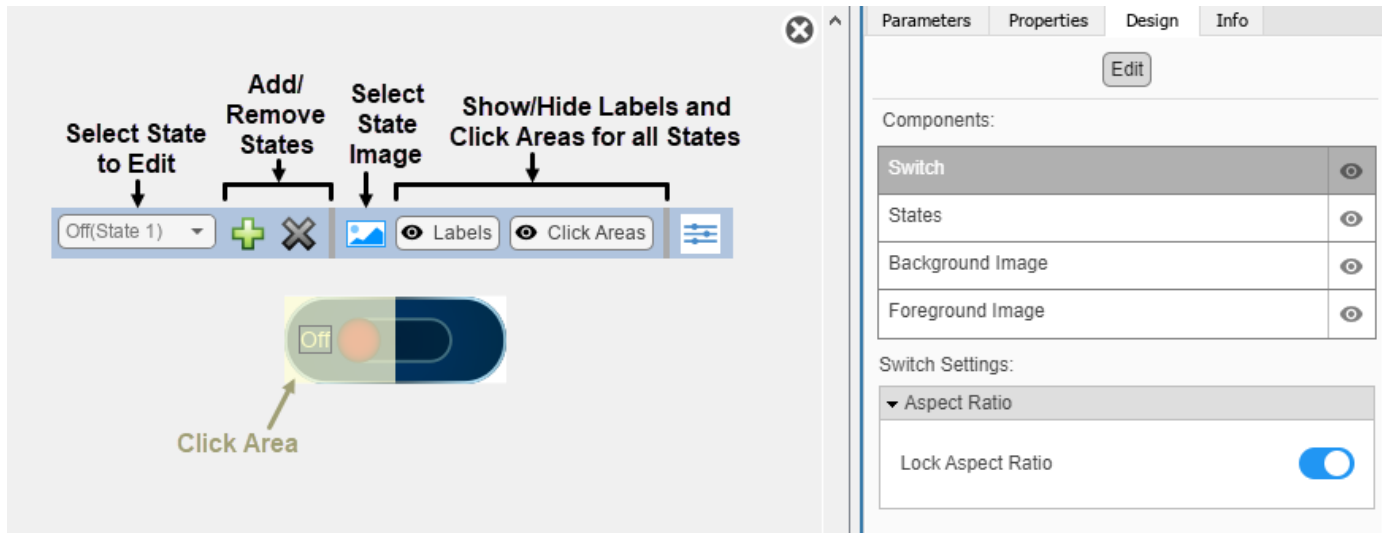 Add/
Remove
States
Select
State
Image
Show/Hide Labels and
Click Areas for all States
Select State
to Edit
Off(State 1)
Labels
Click Areas
Off
Click Area
Parameters Properties Design Info
Edit
Components:
Switch
States
Background Image
Foreground Image
Switch Settings:
Aspect Ratio
Lock Aspect Ratio